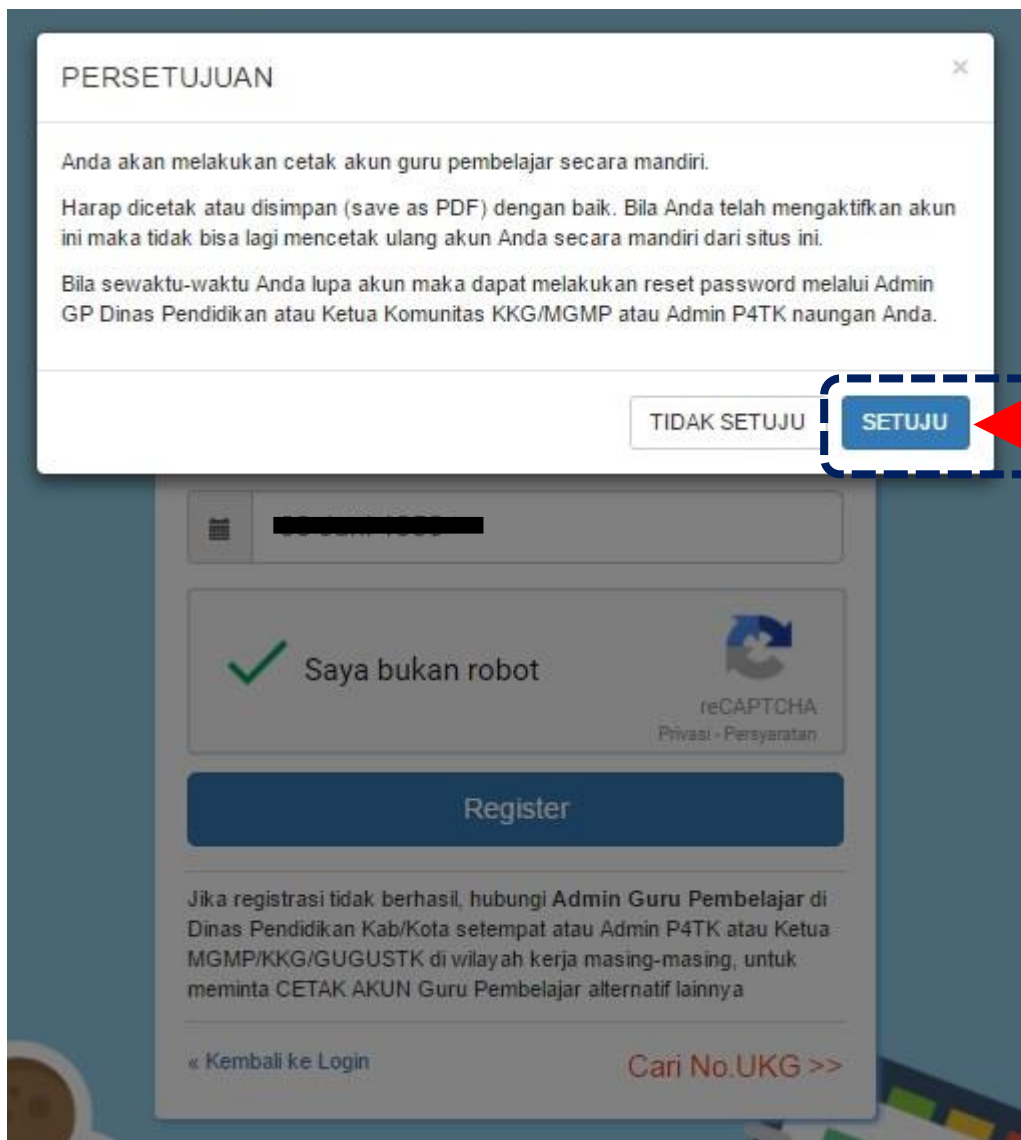 PERSETUJUAN
×
Anda akan melakukan cetak akun guru pembelajar secara mandiri.
Harap dicetak atau disimpan (save as PDF) dengan baik. Bila Anda telah mengaktifkan akun
ini maka tidak bisa lagi mencetak ulang akun Anda secara mandiri dari situs ini.
Bila sewaktu-waktu Anda lupa akun maka dapat melakukan reset password melalui Admin
GP Dinas Pendidikan atau Ketua Komunitas KKG/MGMP atau Admin P4TK naungan Anda.
TIDAK SETUJU
SETUJU
Saya bukan robot
reCAPTCHA
Privasi - Persyaratan
Register
Jika registrasi tidak berhasil, hubungi Admin Guru Pembelajar di
Dinas Pendidikan Kab/Kota setempat atau Admin P4TK atau Ketua
MGMP/KKG/GUGUSTK di wilayah kerja masing-masing, untuk
meminta CETAK AKUN Guru Pembelajar alternatif lainnya
« Kembali ke Login
Cari No.UKG >>